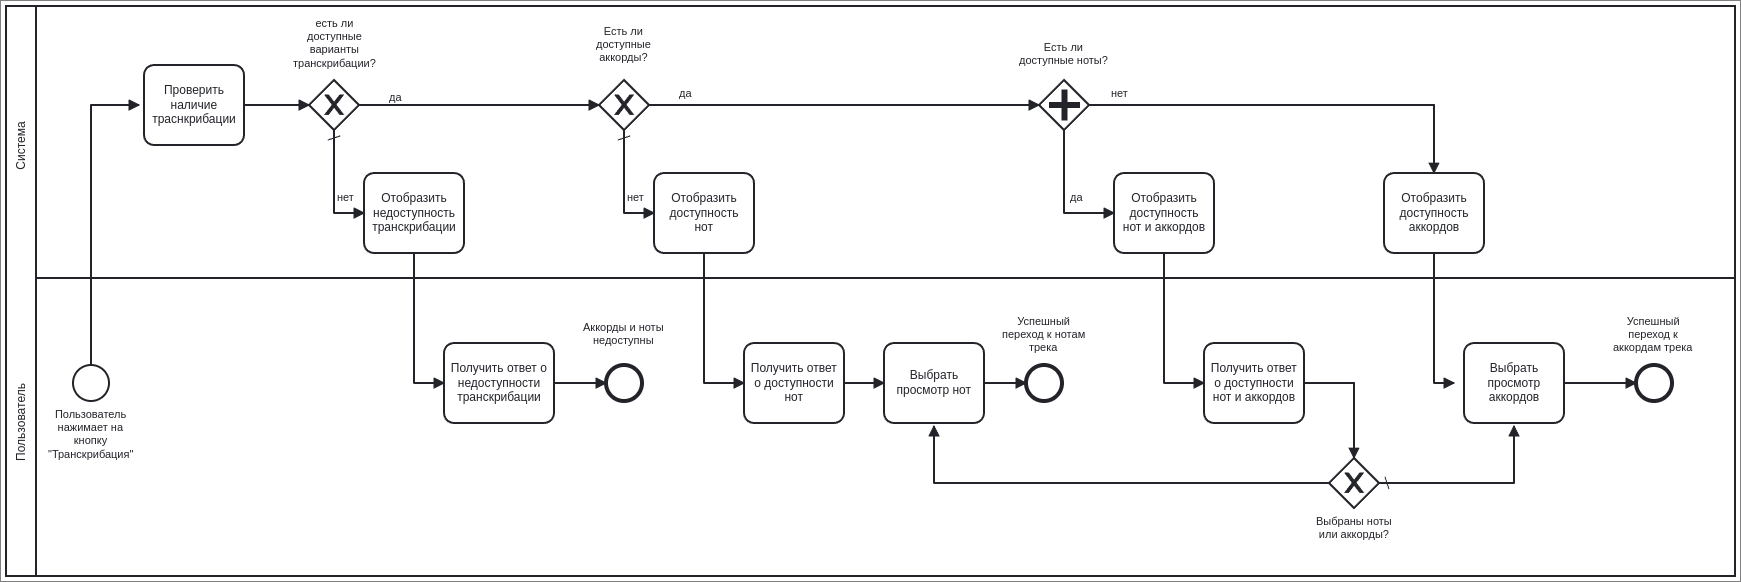 Система
Пользователь
есть ли
доступные
варианты
транскрибации?
Есть ли
доступные
аккорды?
Есть ли
доступные ноты?
Проверить
наличие
траснкрибации
да
да
нет
нет
Отобразить
недоступность
транскрибации
нет
Отобразить
доступность
нот
да
Отобразить
доступность
нот и аккордов
Отобразить
доступность
аккордов
Пользователь
нажимает на
кнопку
"Транскрибация"
Получить ответ о
недоступности
транскрибации
Аккорды и ноты
недоступны
Получить ответ
о доступности
нот
Выбрать
просмотр нот
Успешный
переход к нотам
трека
Получить ответ
о доступности
нот и аккордов
Выбраны ноты
или аккорды?
Выбрать
просмотр
аккордов
Успешный
переход к
аккордам трека